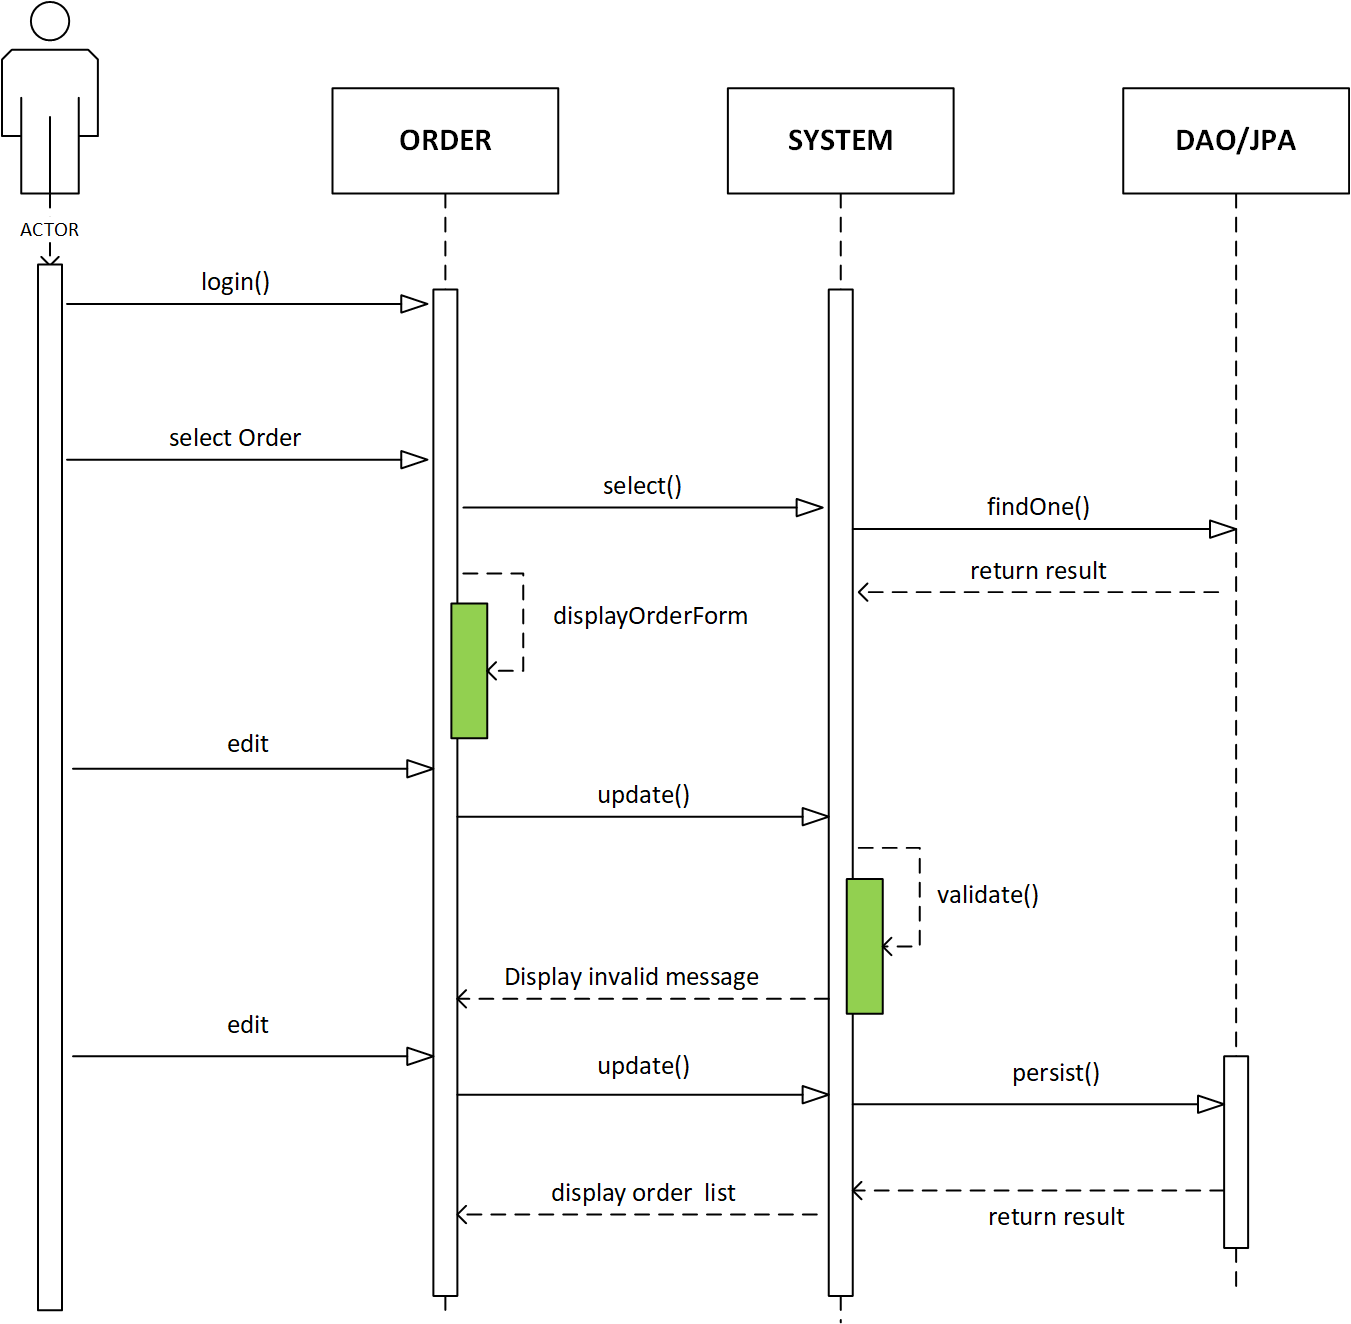 ORDER
SYSTEM
DAO/JPA
ACTOR
login()
select Order
select()
findOne()
return result
displayOrderForm
edit
update()
validate()
Display invalid message
edit
update()
persist()
display order  list
return result